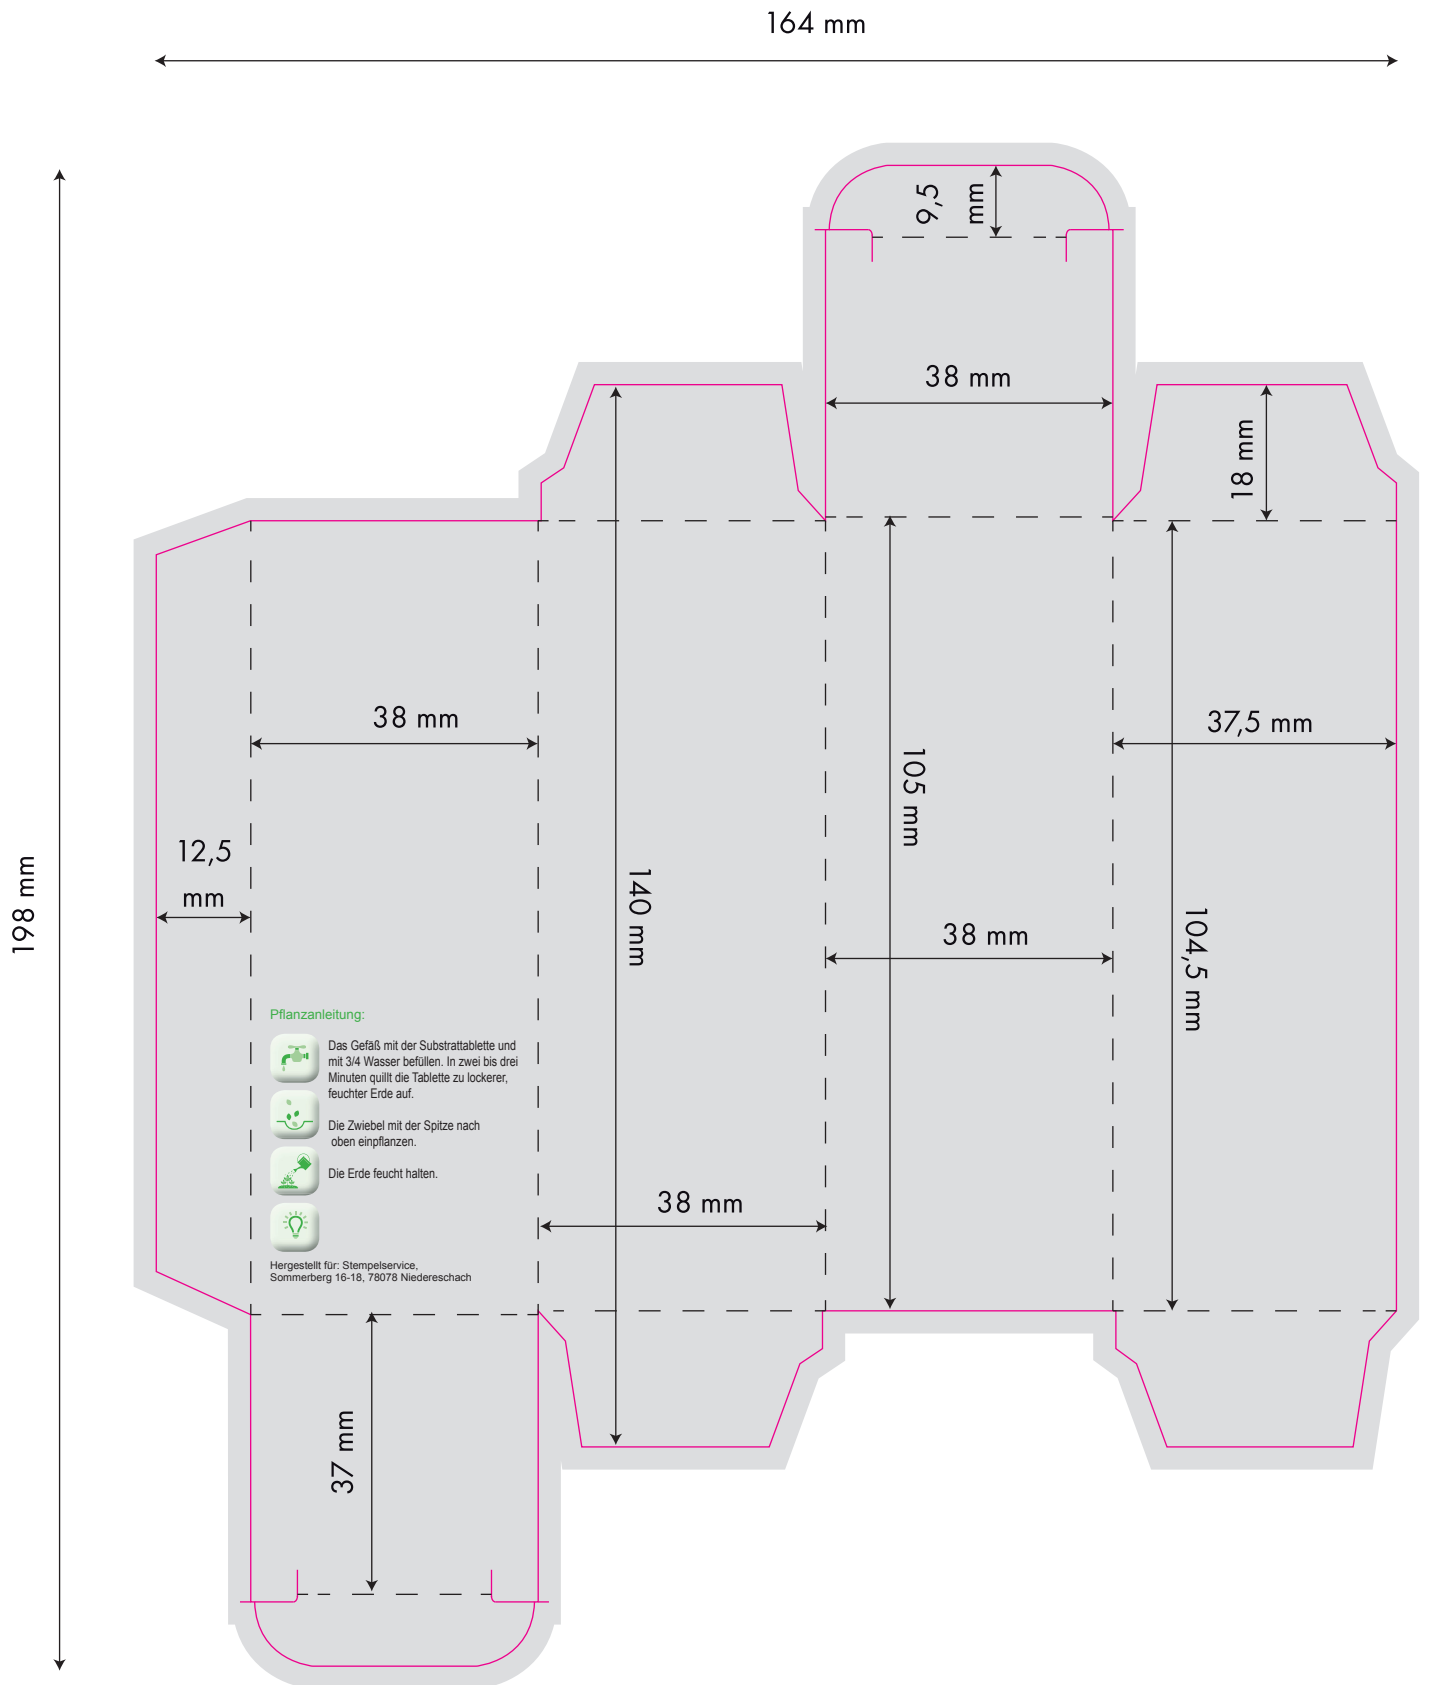 164 mm
9,5
mm
38 mm
18 mm
38 mm
37,5 mm
105 mm
12,5
mm
198 mm
140 mm
38 mm
104,5 mm
Pflanzanleitung:
Das Gefäß mit der Substrattablette und
mit 3/4 Wasser befüllen. In zwei bis drei
Minuten quillt die Tablette zu lockerer,
feuchter Erde auf.
Die Zwiebel mit der Spitze nach
oben einpflanzen.
Die Erde feucht halten.
38 mm
Hergestellt für: Stempelservice,
Sommerberg 16-18, 78078 Niedereschach
37 mm